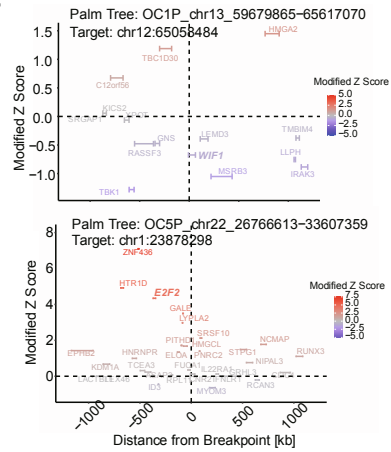 Palm Tree: OC1P_chr13_59679865-65617070
Target: chr12:65058484
HMGA2
TBC1D30
C12orf56
KICS2
SRGAP1
GNS
LEMD3
TMBIM4
RASSF3
WIF1
LLPH
MSRB3
IRAK3
TBK1
1.5
1.0
0.5
0.0
−0.5
−1.0
Modified Z Score
Modified Z Score
5.0
2.5
0.0
−2.5
−5.0
Palm Tree: OC5P_chr22_26766613-33607359
Target: chr1:23878298
ZNF436
HTR1D
E2F2
GALE
LYPLA2
SRSF10
PITHD1
HMGCL
NCMAP
EPHB2
HNRNPR
ELOA
PNRC2
STPG1
RUNX3
KDM1A
TCEA3
FUCA1
IL22RA1
NIPAL3
GRHL3
ID3
MYOM3
RCAN3
8
6
4
2
0
Modified Z Score
Modified Z Score
7.5
5.0
2.5
0.0
−2.5
−5.0
−7.5
−1000
−500
0
500
1000
Distance from Breakpoint [kb]